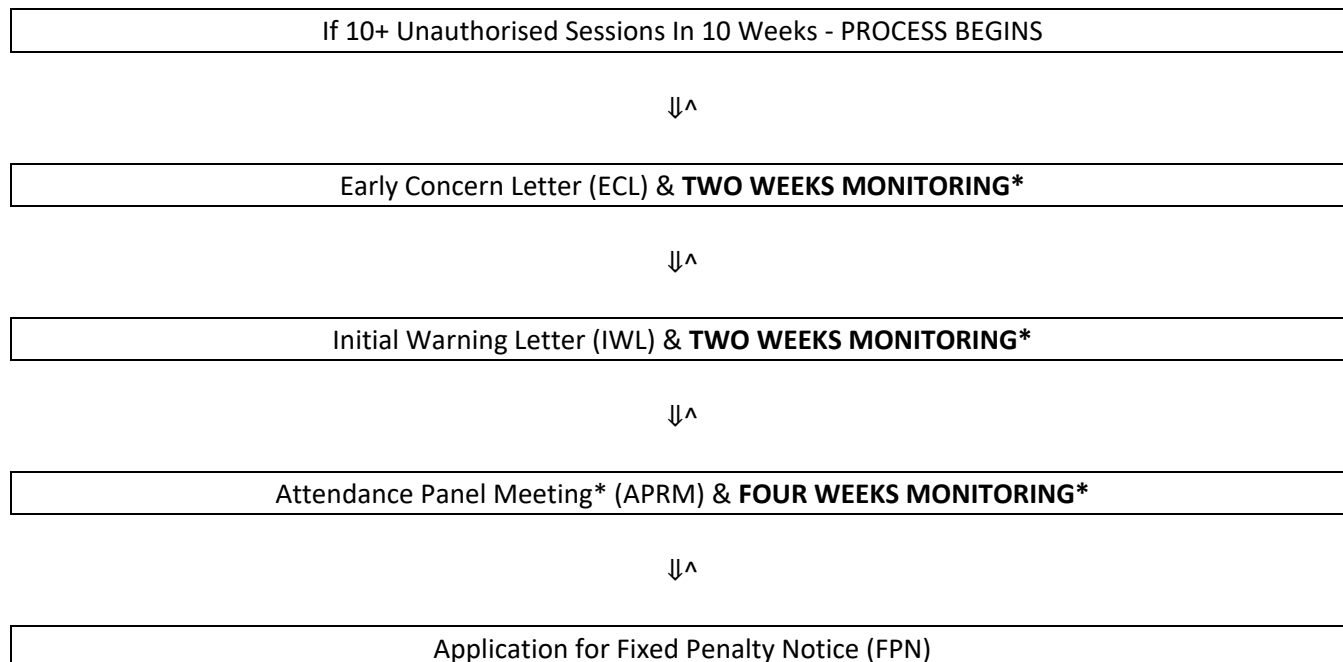 If 10+ Unauthorised Sessions In 10 Weeks - PROCESS BEGINS
⇓^
Early Concern Letter (ECL) & TWO WEEKS MONITORING*
⇓^
Initial Warning Letter (IWL) & TWO WEEKS MONITORING*
⇓^
Attendance Panel Meeting* (APRM) & FOUR WEEKS MONITORING*
⇓^
Application for Fixed Penalty Notice (FPN)